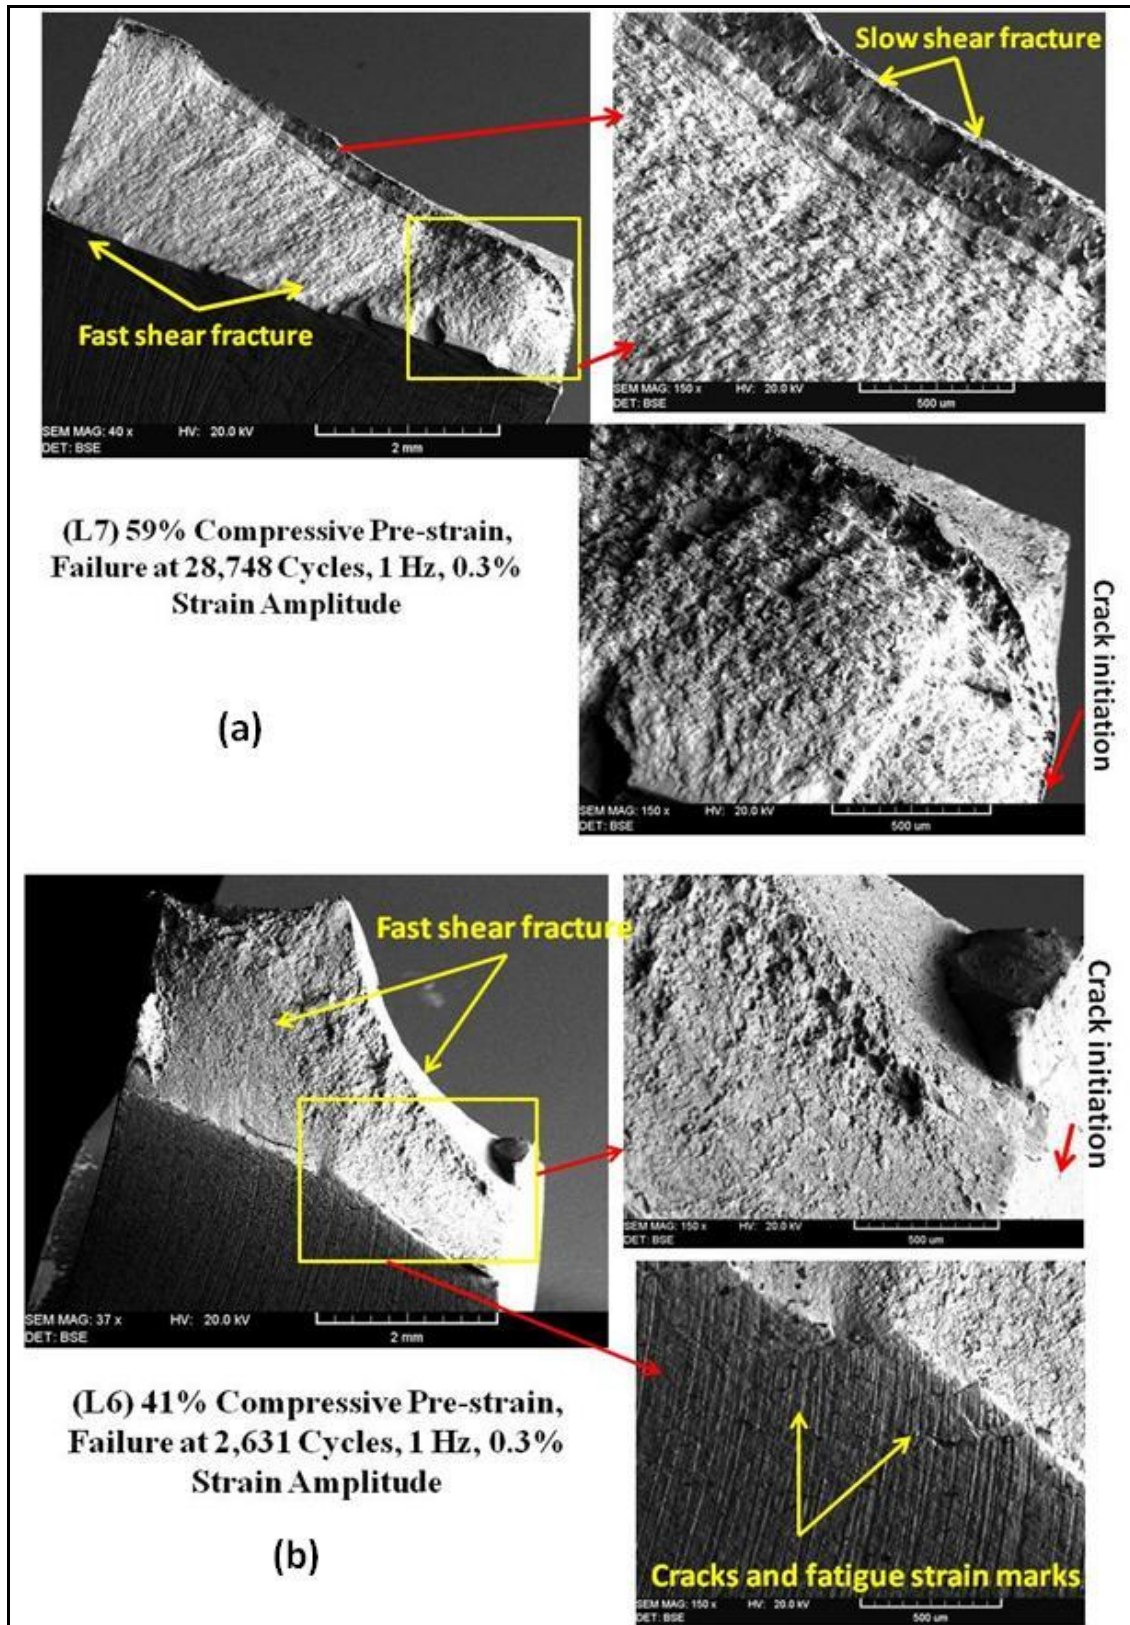 Slow shear fracture
Fast shear fracture
SEM MAG: 40 x HV: 20.0 kV
DET: BSE
2 mm
SEM MAG: 150 x HV: 20.0 kV
DET: BSE
500 um
(L7) 59% Compressive Pre-strain,
Failure at 28,748 Cycles, 1 Hz, 0.3%
Strain Amplitude
(a)
Crack initiation
SEM MAG: 150 x HV: 20.0 kV
DET: BSE
500 um
Fast shear fracture
SEM MAG: 37 x HV: 20.0 kV
DET: BSE
2 mm
Crack initiation
SEM MAG: 150 x HV: 20.0 kV
DET: BSE
500 um
(L6) 41% Compressive Pre-strain,
Failure at 2,631 Cycles, 1 Hz, 0.3%
Strain Amplitude
(b)
Cracks and fatigue strain marks
SEM MAG: 150 x HV: 20.0 kV
DET: BSE
500 um